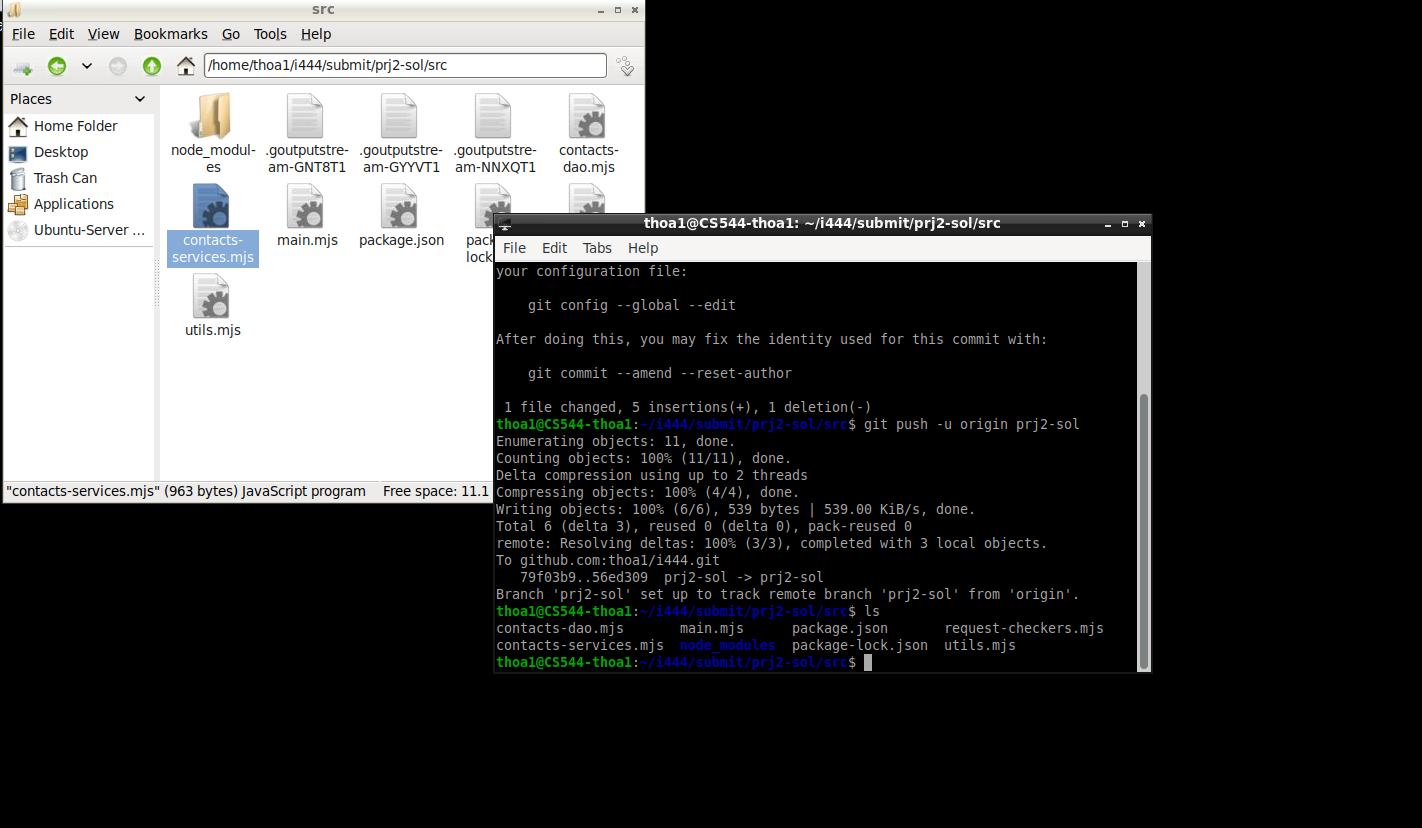 src
File Edit View Bookmarks Go Tools Help
/home/thoa1/i444/submit/prj2-sol/src
Places
Home Folder
Desktop
Trash Can
Applications
Ubuntu-Server ...
node_modul-
es
.goutputstre-
am-GNT8T1
.goutputstre-
am-GYYVT1
.goutputstre-
am-NNXQT1
contacts-
dao.mjs
contacts-
services.mjs
main.mjs
package.json
pac
lock
utils.mjs
"contacts-services.mjs" (963 bytes) JavaScript program Free space: 11.1
thoa1@CS544-thoa1: ~/i444/submit/prj2-sol/src
File Edit Tabs Help
your configuration file:
git config --global --edit
After doing this, you may fix the identity used for this commit with:
git commit --amend --reset-author
1 file changed, 5 insertions(+), 1 deletion(-)
thoa1@CS544-thoa1:~/i444/submit/prj2-sol/src$ git push -u origin prj2-sol
Enumerating objects: 11, done.
Counting objects: 100% (11/11), done.
Delta compression using up to 2 threads
Compressing objects: 100% (4/4), done.
Writing objects: 100% (6/6), 539 bytes | 539.00 KiB/s, done.
Total 6 (delta 3), reused 0 (delta 0), pack-reused 0
remote: Resolving deltas: 100% (3/3), completed with 3 local objects.
To github.com:thoa1/i444.git
79f03b9..56ed309 prj2-sol -> prj2-sol
Branch 'prj2-sol' set up to track remote branch 'prj2-sol' from 'origin'.
thoa1@CS544-thoa1:~/i444/submit/prj2-sol/src$ ls
contacts-dao.mjs main.mjs package.json request-checkers.mjs
contacts-services.mjs node_modules package-lock.json utils.mjs
thoa1@CS544-thoa1:~/i444/submit/prj2-sol/src$